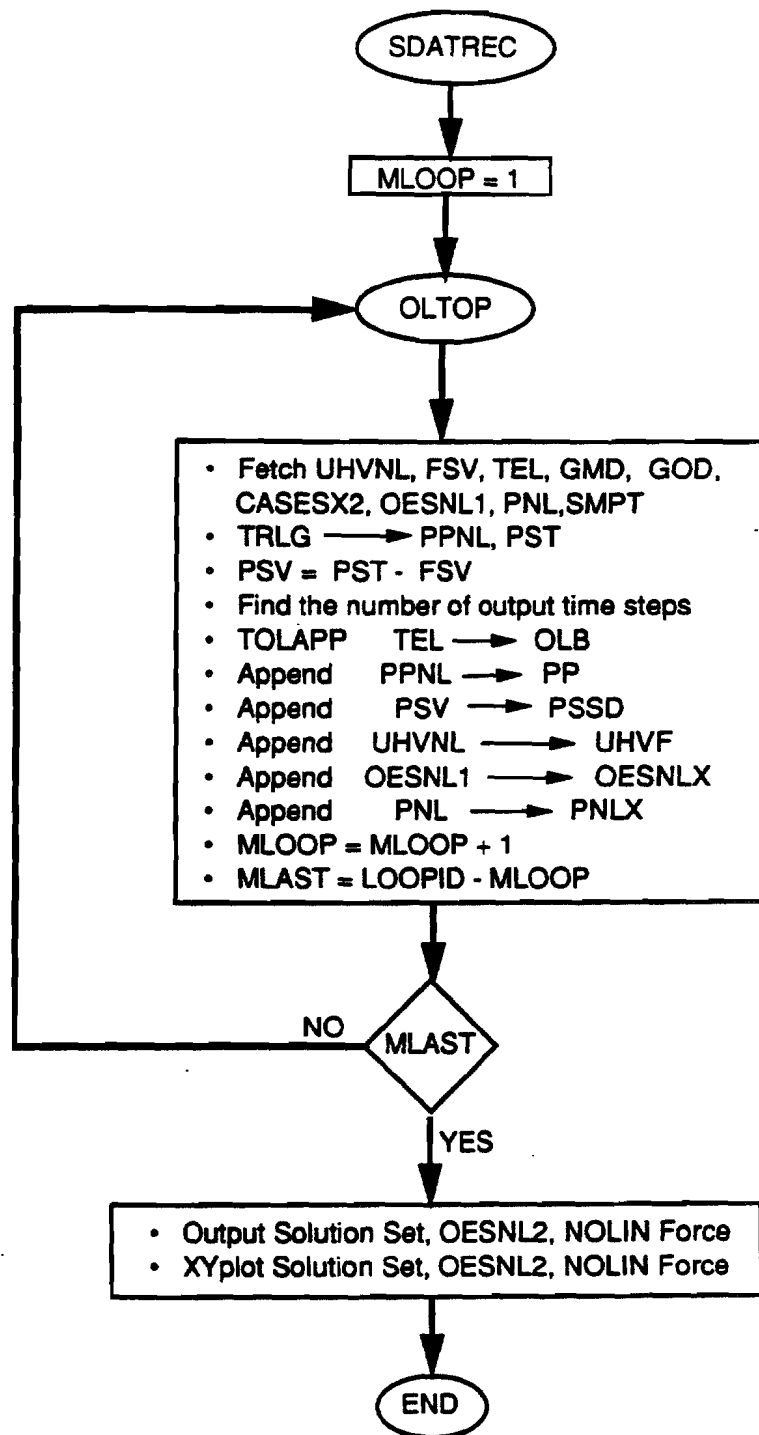 SDATREC
MLOOP = 1
OLTOP
• Fetch UHVNL, FSV, TEL, GMD, GOD,
CASESX2, OESNL1, PNL,SMPT
• TRLG → PPNL, PST
• PSV = PST - FSV
• Find the number of output time steps
• TOLAPP TEL → OLB
• Append PPNL → PP
• Append PSV → PSSD
• Append UHVNL → UHVF
• Append OESNL1 → OESNLX
• Append PNL → PNLX
• MLOOP = MLOOP + 1
• MLAST = LOOPID - MLOOP
NO
MLAST
YES
• Output Solution Set, OESNL2, NOLIN Force
• XYplot Solution Set, OESNL2, NOLIN Force
END